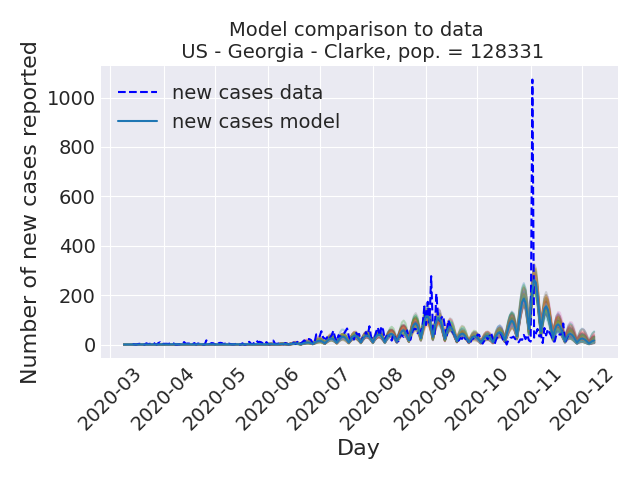 Model comparison to data
US - Georgia - Clarke, pop. = 128331
Number of new cases reported
1000
800
600
400
200
0
new cases data
new cases model
2020-03
2020-04
2020-05
2020-06
2020-07
2020-08
2020-09
2020-10
2020-11
2020-12
Day